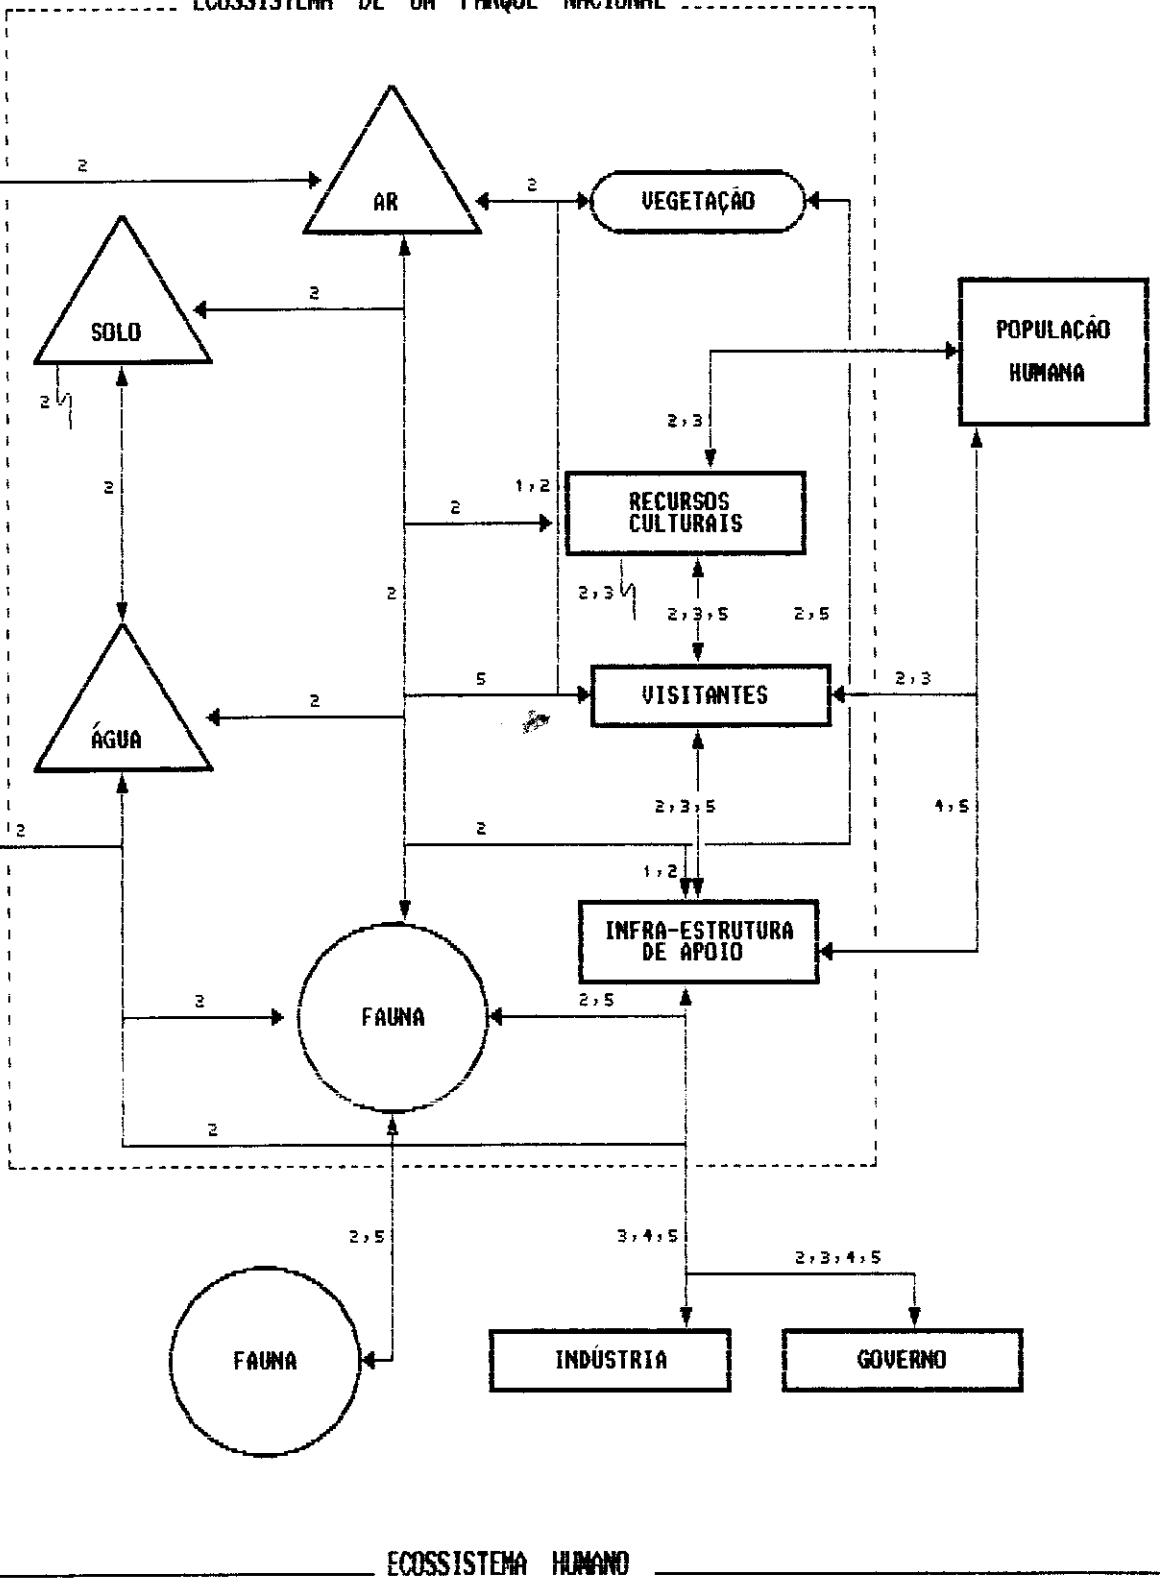 ECOSSISTEMA DE UM PARQUE NACIONAL
2
AR
2
VEGETAÇÃO
SOLO
2
2
POPULAÇÃO
HUMANA
2,3
2
1,2
2
RECURSOS
CULTURAIS
2
2,3
2,3,5
2,5
5
VISITANTES
2,3
ÁGUA
2
2,3,5
4,5
2
2
1,2
INFRA-ESTRUTURA
DE APOIO
2
FAUNA
2,5
2
2,5
3,4,5
2,3,4,5
FAUNA
INDÚSTRIA
GOVERNO
ECOSSISTEMA HUMANO